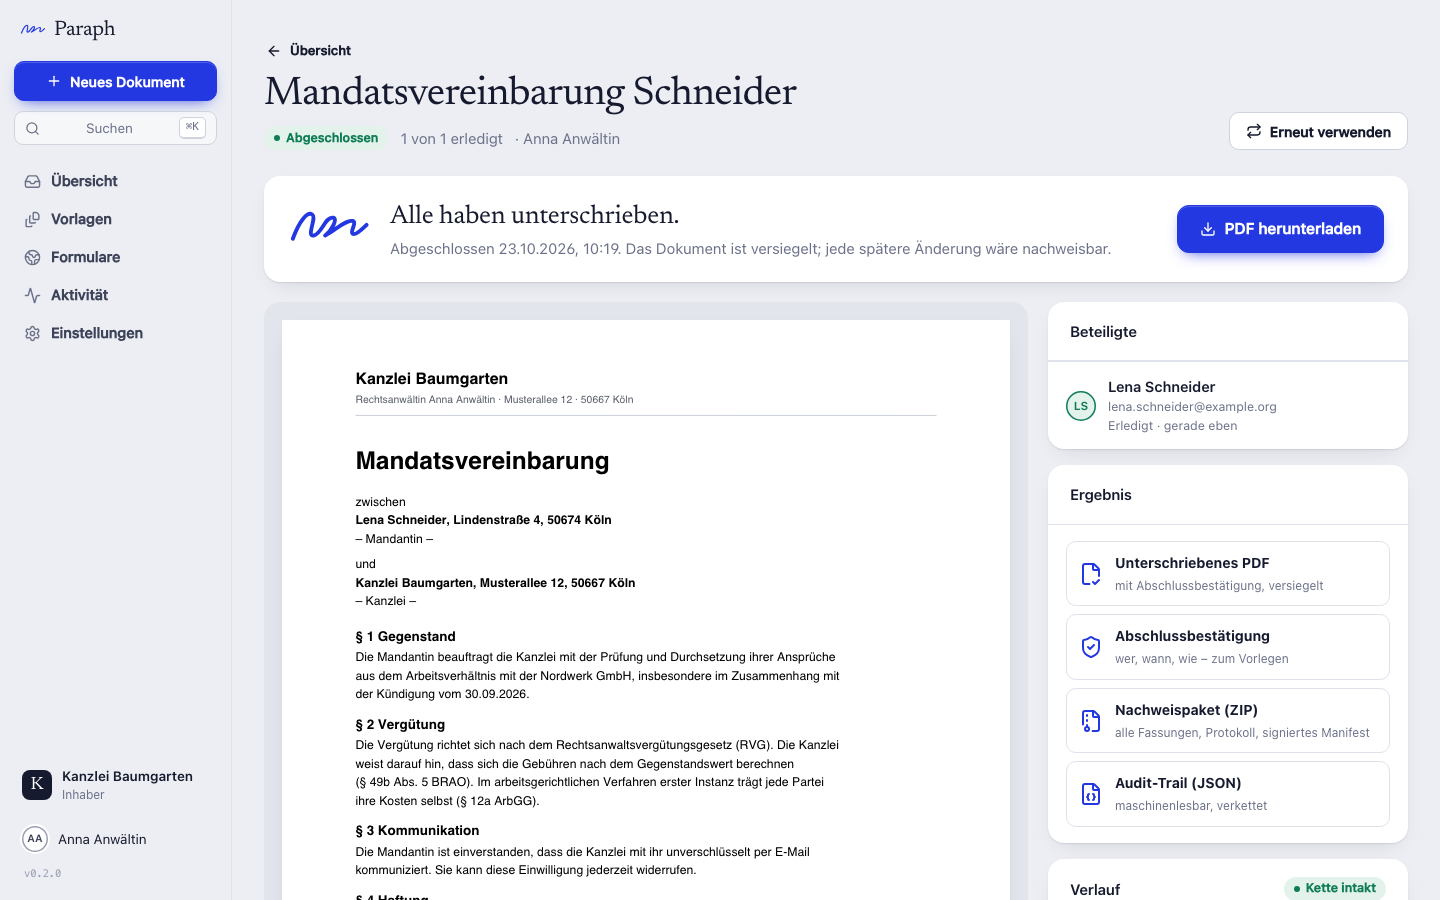 Paraph
Neues Dokument
Suchen ⌘K
Übersicht
Vorlagen
Formulare
Aktivität
Einstellungen
K
Kanzlei Baumgarten
Inhaber
AA
Anna Anwältin
v0.2.0
Übersicht
Mandatsvereinbarung Schneider
Abgeschlossen 1 von 1 erledigt · Anna Anwältin
Erneut verwenden
Alle haben unterschrieben.
Abgeschlossen 23.10.2026, 10:19. Das Dokument ist versiegelt; jede spätere Änderung wäre nachweisbar.
PDF herunterladen
Kanzlei Baumgarten
Rechtsanwältin Anna Anwältin · Musterallee 12 · 50667 Köln
Mandatsvereinbarung
zwischen
Lena Schneider, Lindenstraße 4, 50674 Köln
– Mandantin –
und
Kanzlei Baumgarten, Musterallee 12, 50667 Köln
– Kanzlei –
§ 1 Gegenstand
Die Mandantin beauftragt die Kanzlei mit der Prüfung und Durchsetzung ihrer Ansprüche
aus dem Arbeitsverhältnis mit der Nordwerk GmbH, insbesondere im Zusammenhang mit
der Kündigung vom 30.09.2026.
§ 2 Vergütung
Die Vergütung richtet sich nach dem Rechtsanwaltsvergütungsgesetz (RVG). Die Kanzlei
weist darauf hin, dass sich die Gebühren nach dem Gegenstandswert berechnen
(§ 49b Abs. 5 BRAO). Im arbeitsgerichtlichen Verfahren erster Instanz trägt jede Partei
ihre Kosten selbst (§ 12a ArbGG).
§ 3 Kommunikation
Die Mandantin ist einverstanden, dass die Kanzlei mit ihr unverschlüsselt per E-Mail
kommuniziert. Sie kann diese Einwilligung jederzeit widerrufen.
§ 4 Haftung
Beteiligte
LS
Lena Schneider
lena.schneider@example.org
Erledigt · gerade eben
Ergebnis
Unterschriebenes PDF
mit Abschlussbestätigung, versiegelt
Abschlussbestätigung
wer, wann, wie – zum Vorlegen
Nachweispaket (ZIP)
alle Fassungen, Protokoll, signiertes Manifest
Audit-Trail (JSON)
maschinenlesbar, verkettet
Verlauf
Kette intakt